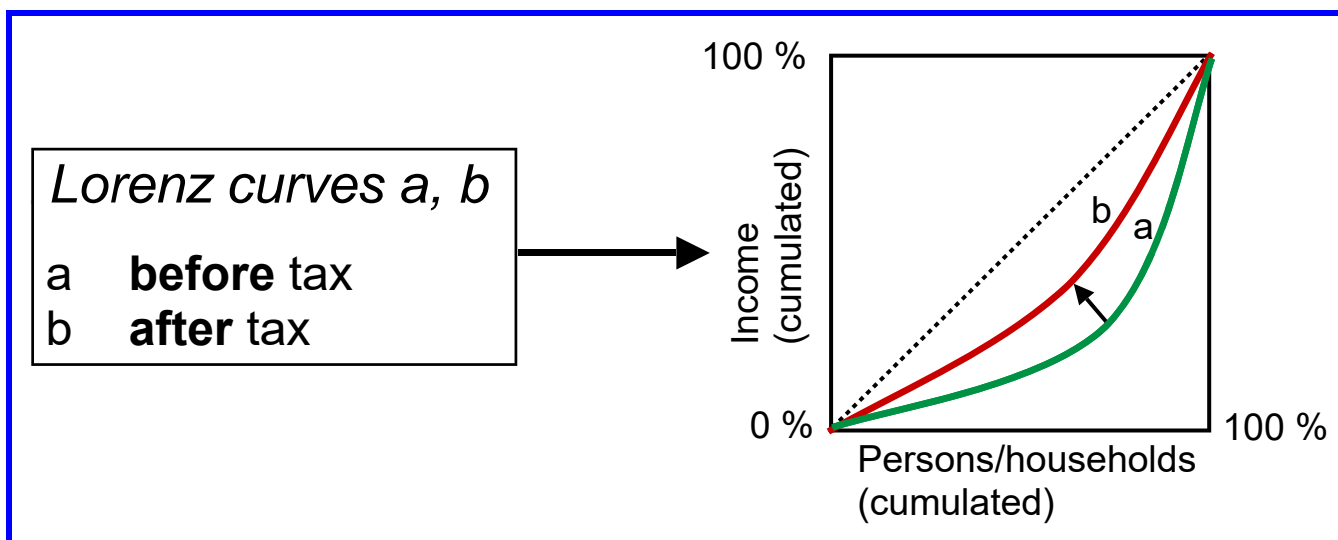 Lorenz curves a, b
a before tax
b after tax
100 %
Income
(cumulated)
b
a
0 %
100 %
Persons/households
(cumulated)